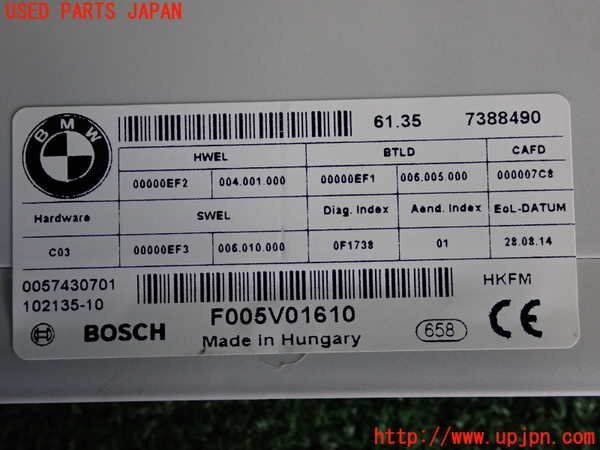 USED PARTS JAPAN
BMW
61.35 7388490
HWEL BTLD CAFD
00000EF2 004.001.000 00000EF1 006.005.000 000007C8
Hardware SWEL Diag. Index Aend. Index EoL-DATUM
C03 00000EF3 006.010.000 0F1738 01 28.08.14
0057430701
102135-10
HKFM
BOSCH F005V01610 658 CE
Made in Hungary
http://www.upjpn.com/